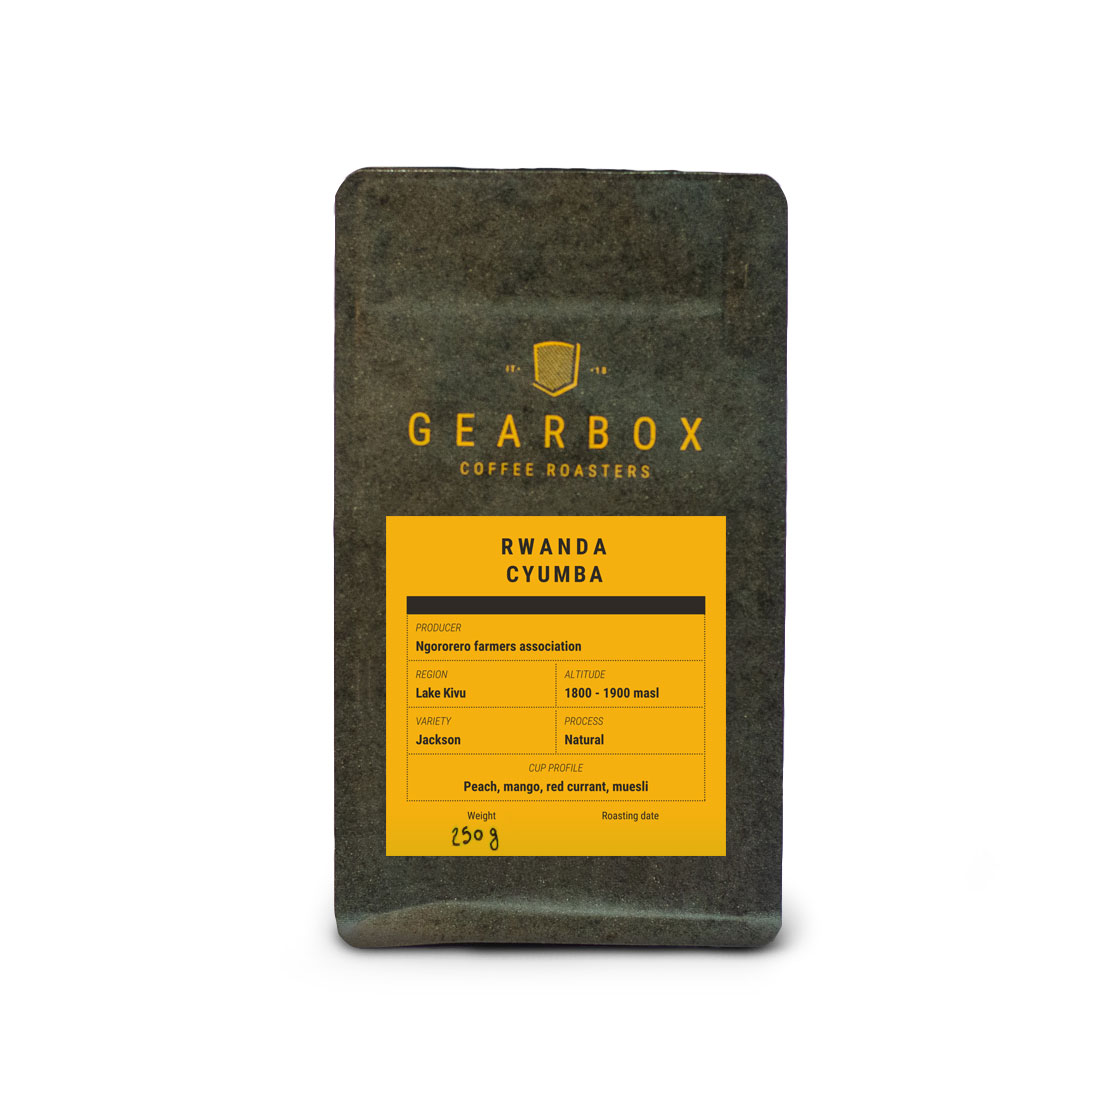 IT• •18
GEARBOX
COFFEE ROASTERS
RWANDA
CYUMBA
PRODUCER
Ngororero farmers association
REGION ALTITUDE
Lake Kivu 1800 - 1900 masl
VARIETY PROCESS
Jackson Natural
CUP PROFILE
Peach, mango, red currant, muesli
Weight Roasting date
250 g